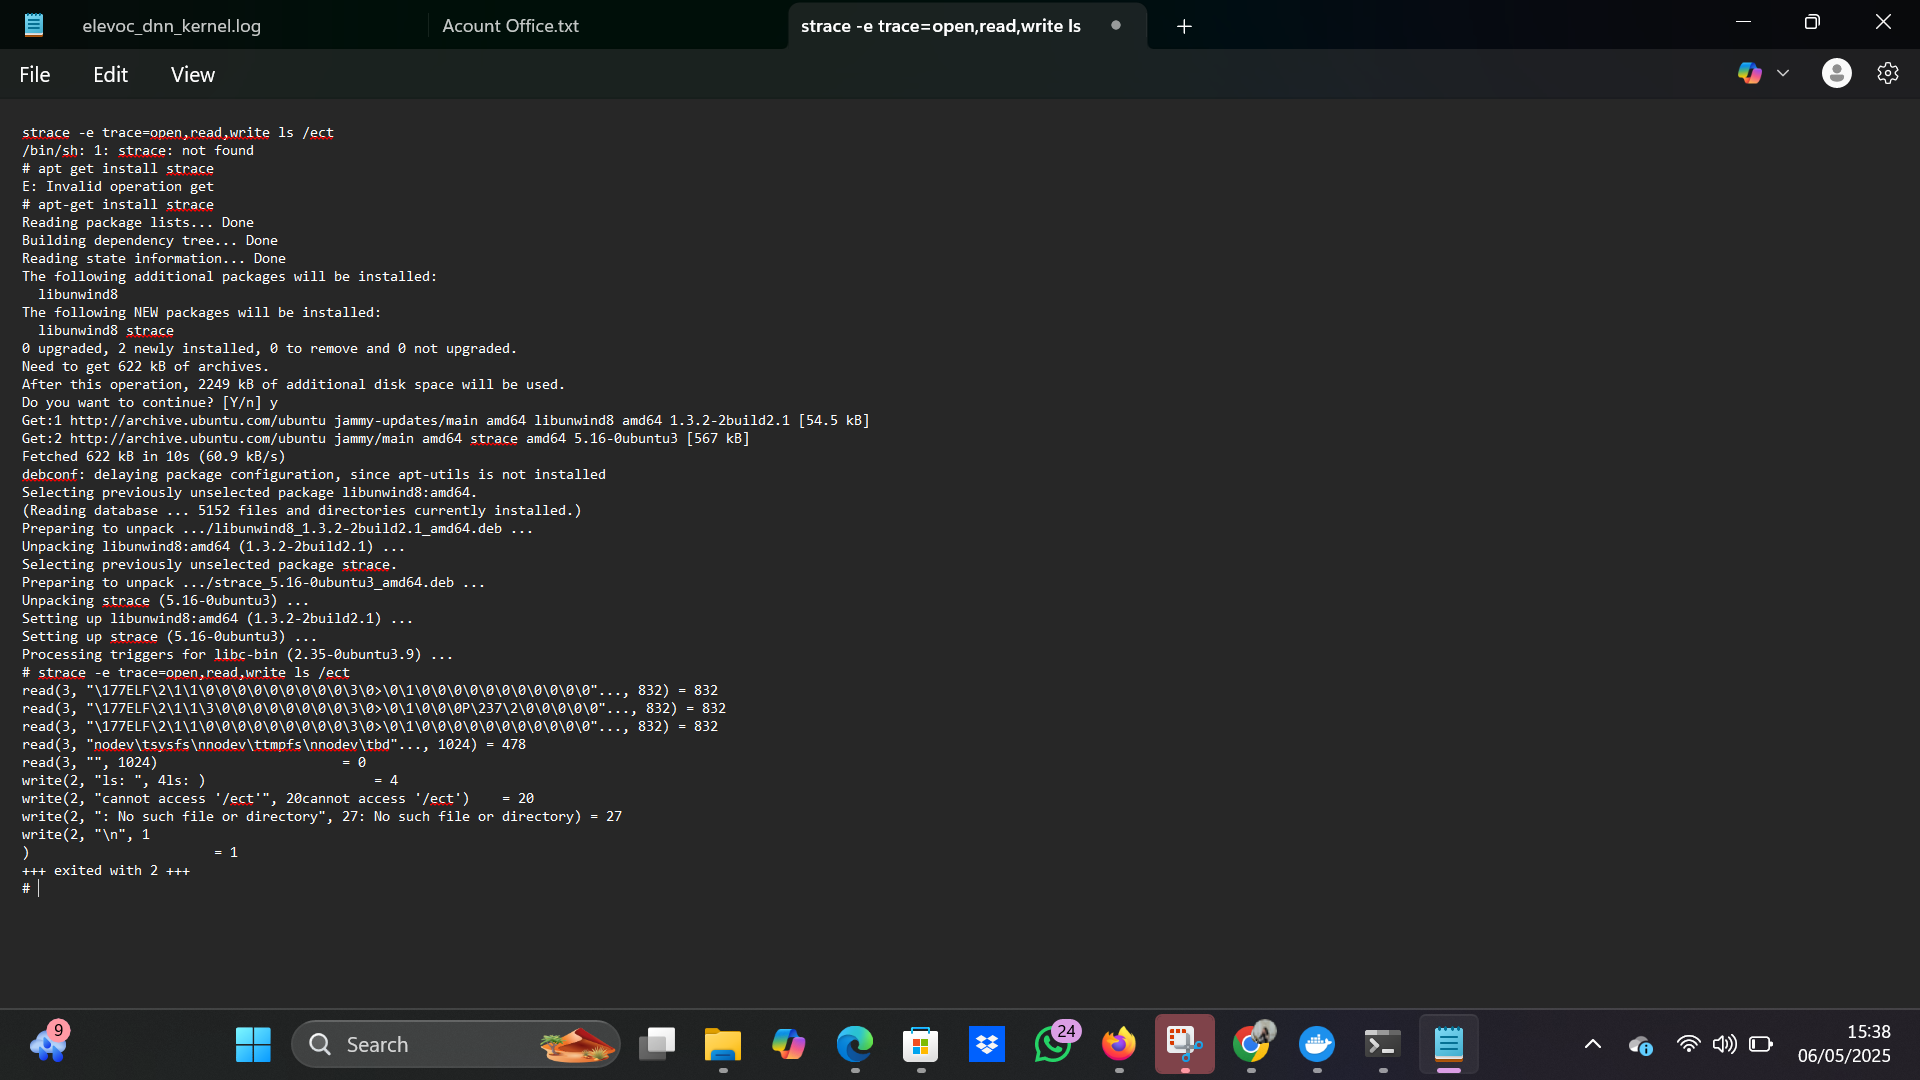 elevoc_dnn_kernel.log
Acount Office.txt
strace -e trace=open,read,write ls
File
Edit
View
strace -e trace=open,read,write ls /ect
/bin/sh: 1: strace: not found
# apt get install strace
E: Invalid operation get
# apt-get install strace
Reading package lists... Done
Building dependency tree... Done
Reading state information... Done
The following additional packages will be installed:
  libunwind8
The following NEW packages will be installed:
  libunwind8 strace
0 upgraded, 2 newly installed, 0 to remove and 0 not upgraded.
Need to get 622 kB of archives.
After this operation, 2249 kB of additional disk space will be used.
Do you want to continue? [Y/n] y
Get:1 http://archive.ubuntu.com/ubuntu jammy-updates/main amd64 libunwind8 amd64 1.3.2-2build2.1 [54.5 kB]
Get:2 http://archive.ubuntu.com/ubuntu jammy/main amd64 strace amd64 5.16-0ubuntu3 [567 kB]
Fetched 622 kB in 10s (60.9 kB/s)
debconf: delaying package configuration, since apt-utils is not installed
Selecting previously unselected package libunwind8:amd64.
(Reading database ... 5152 files and directories currently installed.)
Preparing to unpack .../libunwind8_1.3.2-2build2.1_amd64.deb ...
Unpacking libunwind8:amd64 (1.3.2-2build2.1) ...
Selecting previously unselected package strace.
Preparing to unpack .../strace_5.16-0ubuntu3_amd64.deb ...
Unpacking strace (5.16-0ubuntu3) ...
Setting up libunwind8:amd64 (1.3.2-2build2.1) ...
Setting up strace (5.16-0ubuntu3) ...
Processing triggers for libc-bin (2.35-0ubuntu3.9) ...
# strace -e trace=open,read,write ls /ect
read(3, "\177ELF\2\1\1\0\0\0\0\0\0\0\0\0\3\0>\0\1\0\0\0\0\0\0\0\0\0\0\0"..., 832) = 832
read(3, "\177ELF\2\1\1\3\0\0\0\0\0\0\0\0\3\0>\0\1\0\0\0P\237\2\0\0\0\0\0"..., 832) = 832
read(3, "\177ELF\2\1\1\0\0\0\0\0\0\0\0\0\3\0>\0\1\0\0\0\0\0\0\0\0\0\0\0"..., 832) = 832
read(3, "nodev\tsysfs\nnodev\ttmpfs\nnodev\tbd"..., 1024) = 478
read(3, "", 1024)                       = 0
write(2, "ls: ", 4ls: )                     = 4
write(2, "cannot access '/ect'", 20cannot access '/ect')    = 20
write(2, ": No such file or directory", 27: No such file or directory) = 27
write(2, "\n", 1
)                       = 1
+++ exited with 2 +++
#
9
Search
24
15:38
06/05/2025